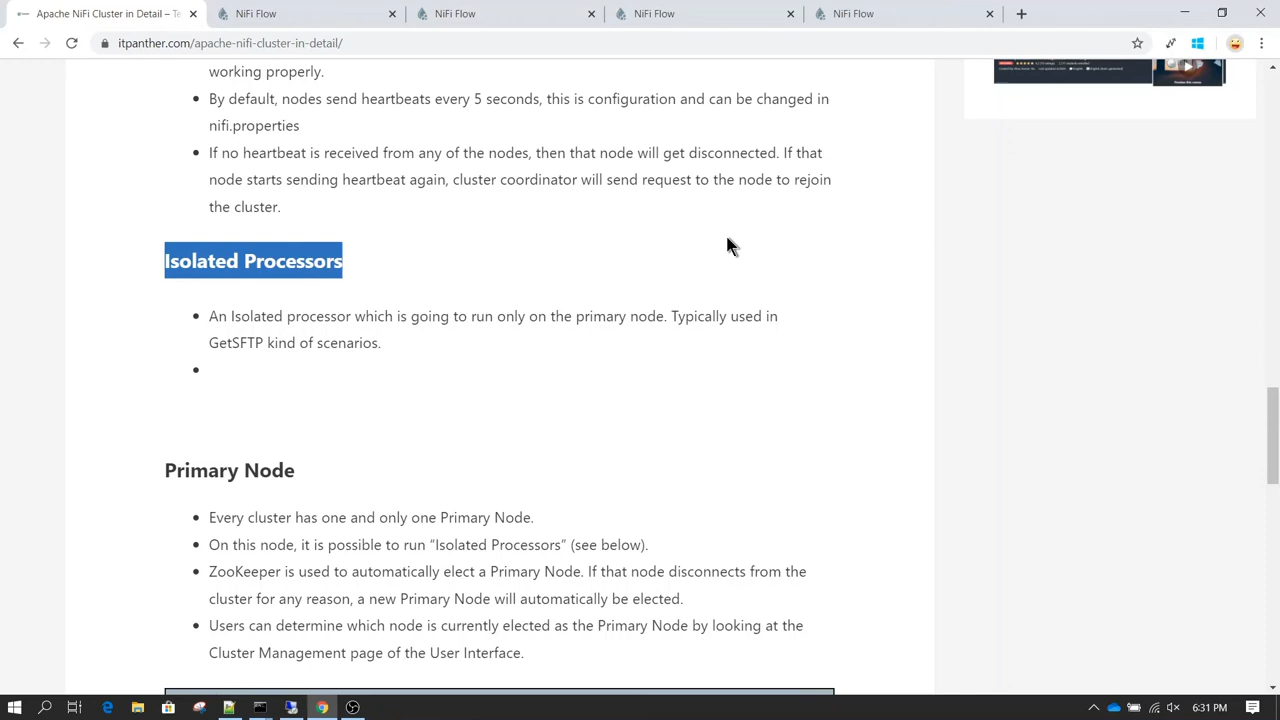 Apache NiFi Cluster in Detail – Te
NiFi Flow
NiFi Flow
NiFi Flow
NiFi Flow
itpanther.com/apache-nifi-cluster-in-detail/
working properly.
By default, nodes send heartbeats every 5 seconds, this is configuration and can be changed in
nifi.properties
If no heartbeat is received from any of the nodes, then that node will get disconnected. If that
node starts sending heartbeat again, cluster coordinator will send request to the node to rejoin
the cluster.
Isolated Processors
An Isolated processor which is going to run only on the primary node. Typically used in
GetSFTP kind of scenarios.
Primary Node
Every cluster has one and only one Primary Node.
On this node, it is possible to run “Isolated Processors” (see below).
ZooKeeper is used to automatically elect a Primary Node. If that node disconnects from the
cluster for any reason, a new Primary Node will automatically be elected.
Users can determine which node is currently elected as the Primary Node by looking at the
Cluster Management page of the User Interface.
6:31 PM